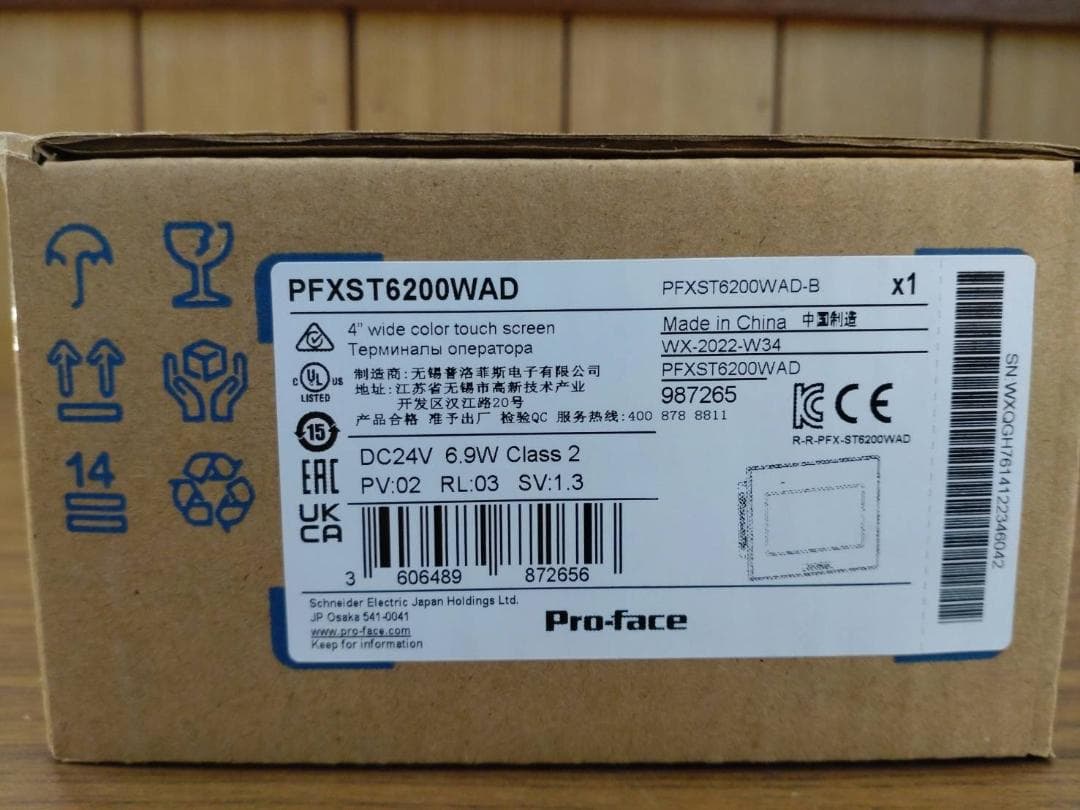 PFXST6200WAD
PFXST6200WAD-B
x1
4" wide color touch screen
Терминалы оператора
Made in China 中国制造
WX-2022-W34
PFXST6200WAD
987265
C UL US
LISTED
制造商:无锡普洛菲斯电子有限公司
地址:江苏省无锡市高新技术产业
开发区汉江路20号
产品合格 准予出厂 检验QC 服务热线:400 878 8811
KC CE
R-R-PFX-ST6200WAD
15
DC24V 6.9W Class 2
PV:02 RL:03 SV:1.3
EAC
UK
CA
14
3 606489 872656
Schneider Electric Japan Holdings Ltd.
JP Osaka 541-0041
www.pro-face.com
Keep for information
Pro-face
SN WXQGH7614122346042